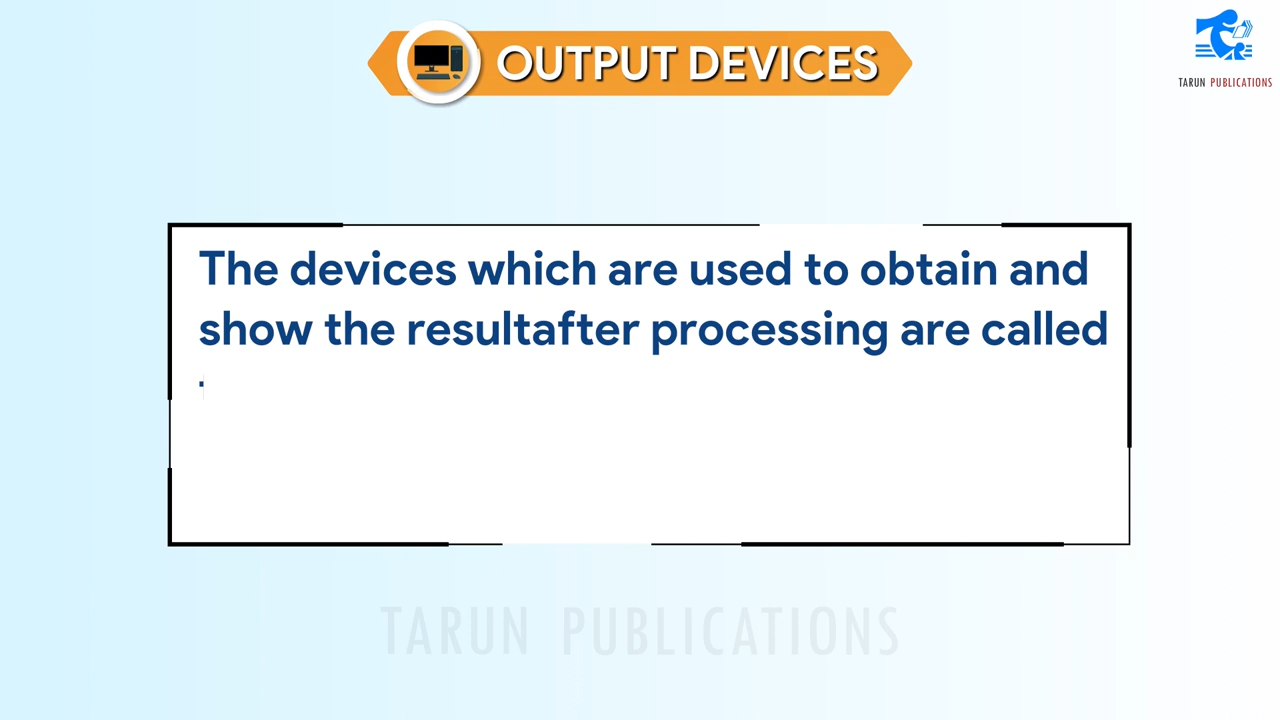 OUTPUT DEVICES
TARUN PUBLICATIONS
The devices which are used to obtain and
show the resultafter processing are called
TARUN PUBLICATIONS